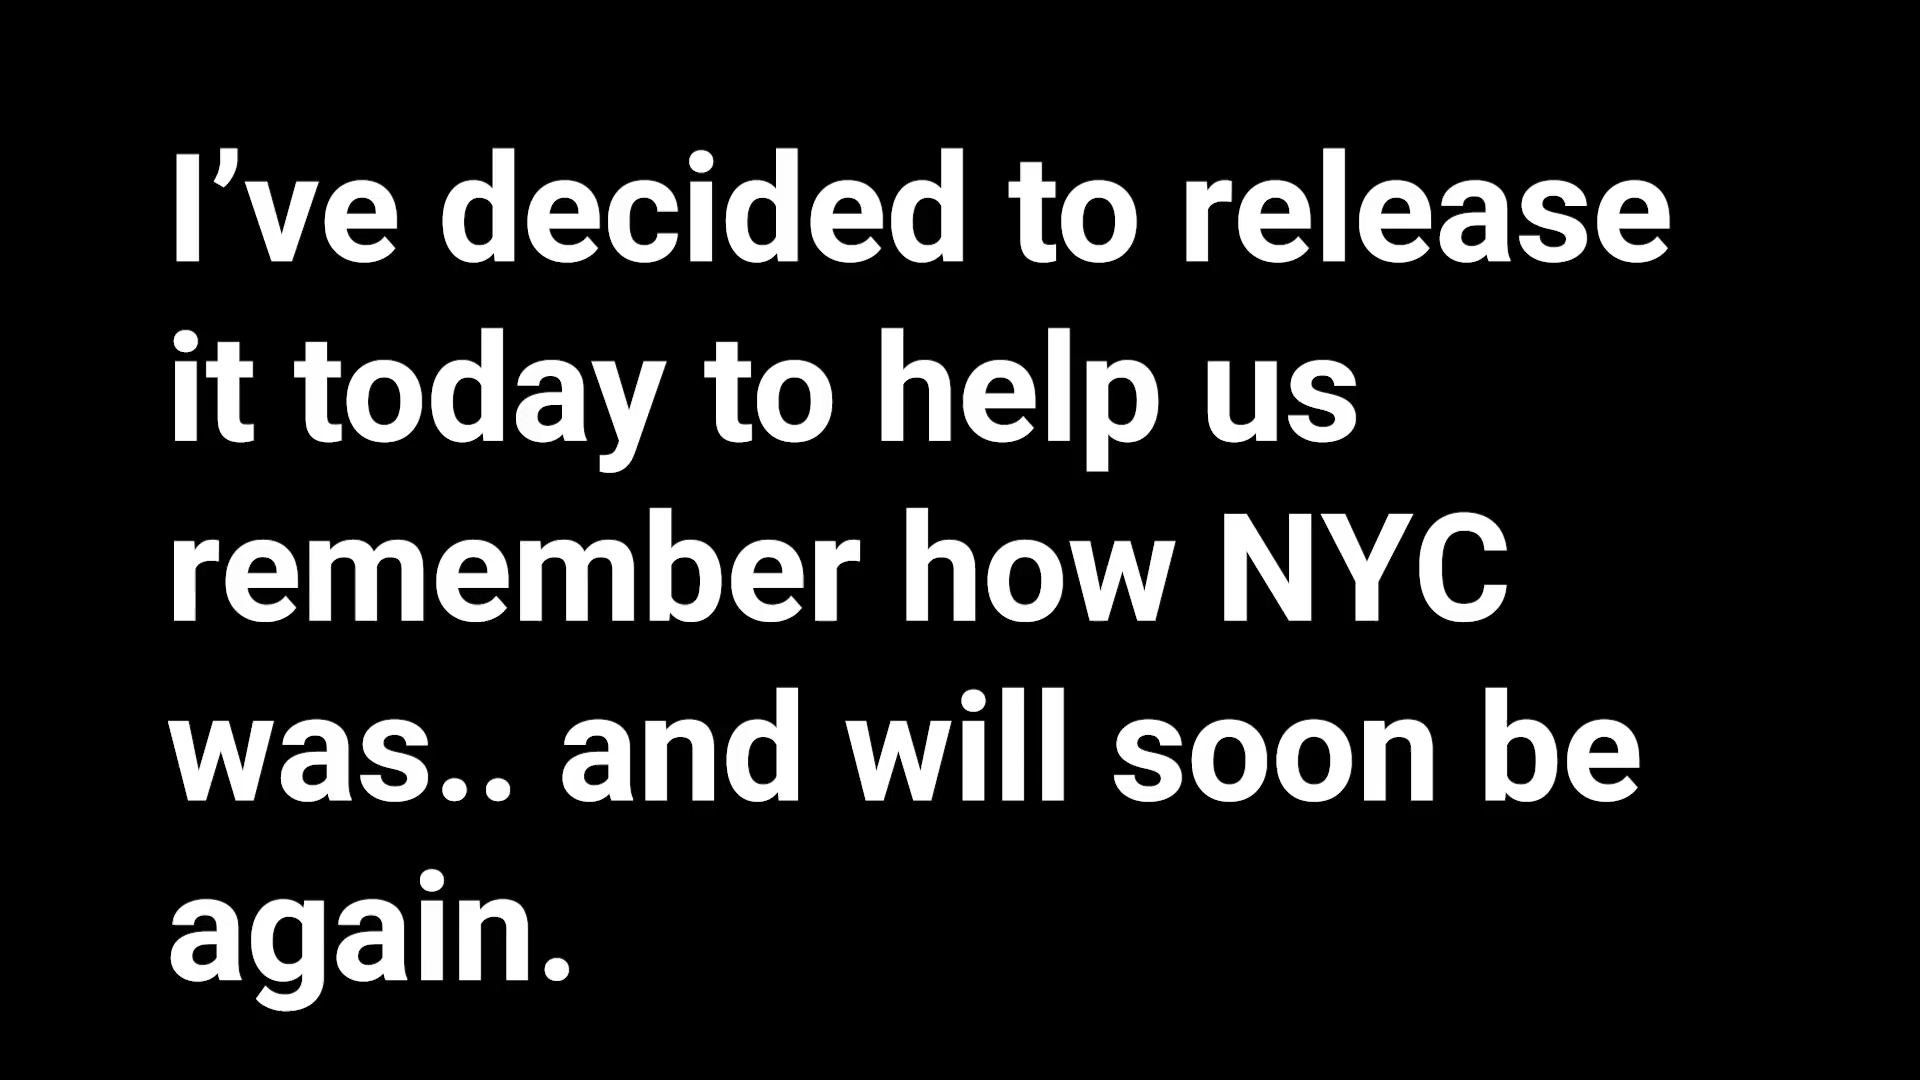 I’ve decided to release
it today to help us
remember how NYC
was.. and will soon be
again.